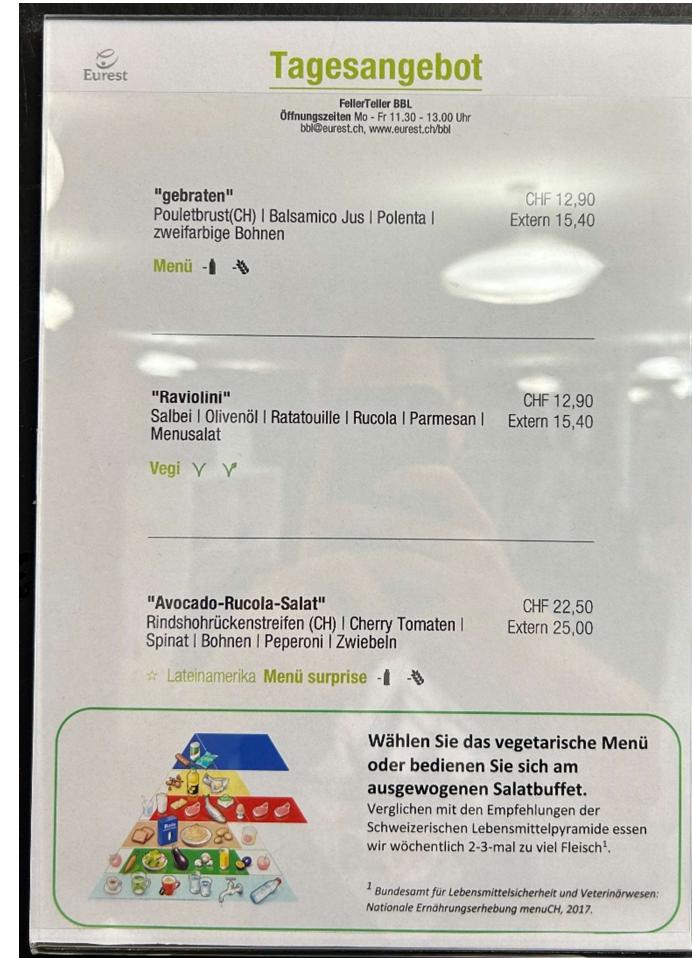 Eurest
Tagesangebot
FellerTeller BBL
Öffnungszeiten Mo - Fr 11.30 - 13.00 Uhr
bbl@eurest.ch, www.eurest.ch/bbl
"gebraten"
CHF 12,90
Pouletbrust(CH) | Balsamico Jus | Polenta |
Extern 15,40
zweifarbige Bohnen
Menü
"Raviolini"
CHF 12,90
Salbei | Olivenöl | Ratatouille | Rucola | Parmesan |
Extern 15,40
Menusalat
Vegi
"Avocado-Rucola-Salat"
CHF 22,50
Rindshohrückenstreifen (CH) | Cherry Tomaten |
Extern 25,00
Spinat | Bohnen | Peperoni | Zwiebeln
☆ Lateinamerika Menü surprise
Wählen Sie das vegetarische Menü
oder bedienen Sie sich am
ausgewogenen Salatbuffet.
Verglichen mit den Empfehlungen der
Schweizerischen Lebensmittelpyramide essen
wir wöchentlich 2-3-mal zu viel Fleisch¹.
¹ Bundesamt für Lebensmittelsicherheit und Veterinärwesen:
Nationale Ernährungserhebung menuCH, 2017.